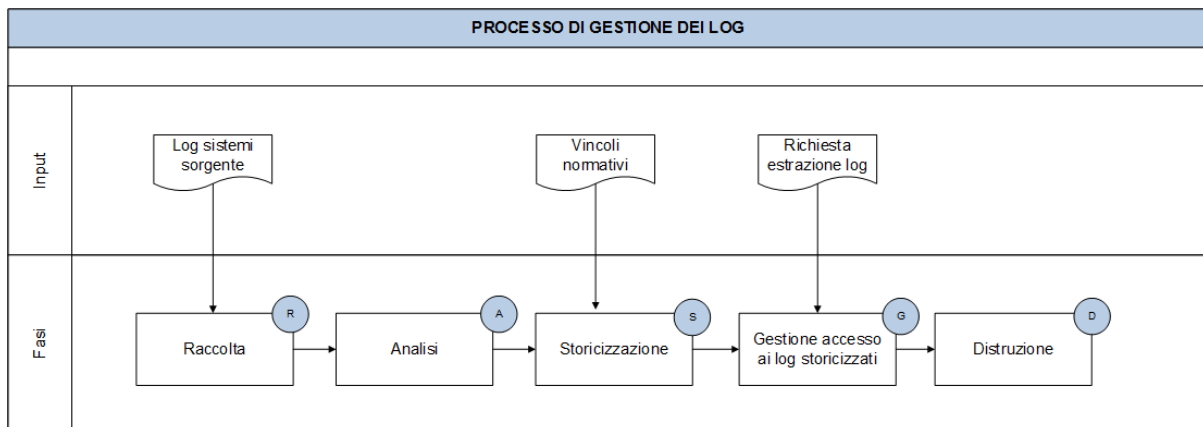 PROCESSO DI GESTIONE DEI LOG
Input
Log sistemi
sorgente
Vincoli
normativi
Richiesta
estrazione log
Fasi
R
Raccolta
A
Analisi
S
Storicizzazione
G
Gestione accesso
ai log storicizzati
D
Distruzione